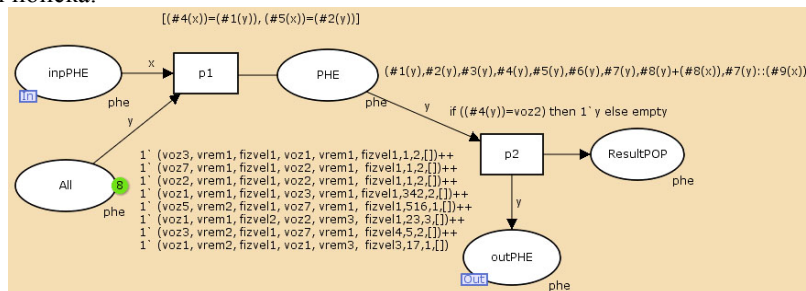 [(#4(x))=(#1(y)), (#5(x))=(#2(y))]
x
inpPHE
In
phe
p1
PHE
phe
(#1(y),#2(y),#3(y),#4(y),#5(y),#6(y),#7(y),#8(y)+(#8(x)),#7(y)::(#9(x))
y
y
if ((#4(y))=voz2) then 1`y else empty
All
8
phe
1` (voz3, vrem1, fizvel1, voz1, vrem1, fizvel1,1,2,[])++
1` (voz7, vrem1, fizvel1, voz2, vrem1, fizvel1,1,2,[])++
1` (voz2, vrem1, fizvel1, voz2, vrem1, fizvel1,1,2,[])++
1` (voz1, vrem1, fizvel1, voz3, vrem1, fizvel1,342,2,[])++
1` (voz5, vrem2, fizvel1, voz7, vrem2, fizvel1,516,1,[])++
1` (voz1, vrem1, fizvel2, voz2, vrem3, fizvel1,23,3,[])++
1` (voz3, vrem2, fizvel1, voz7, vrem1, fizvel4,5,2,[])++
1` (voz1, vrem2, fizvel1, voz1, vrem3, fizvel3,17,1,[])
p2
ResultPOP
phe
y
outPHE
Out
phe